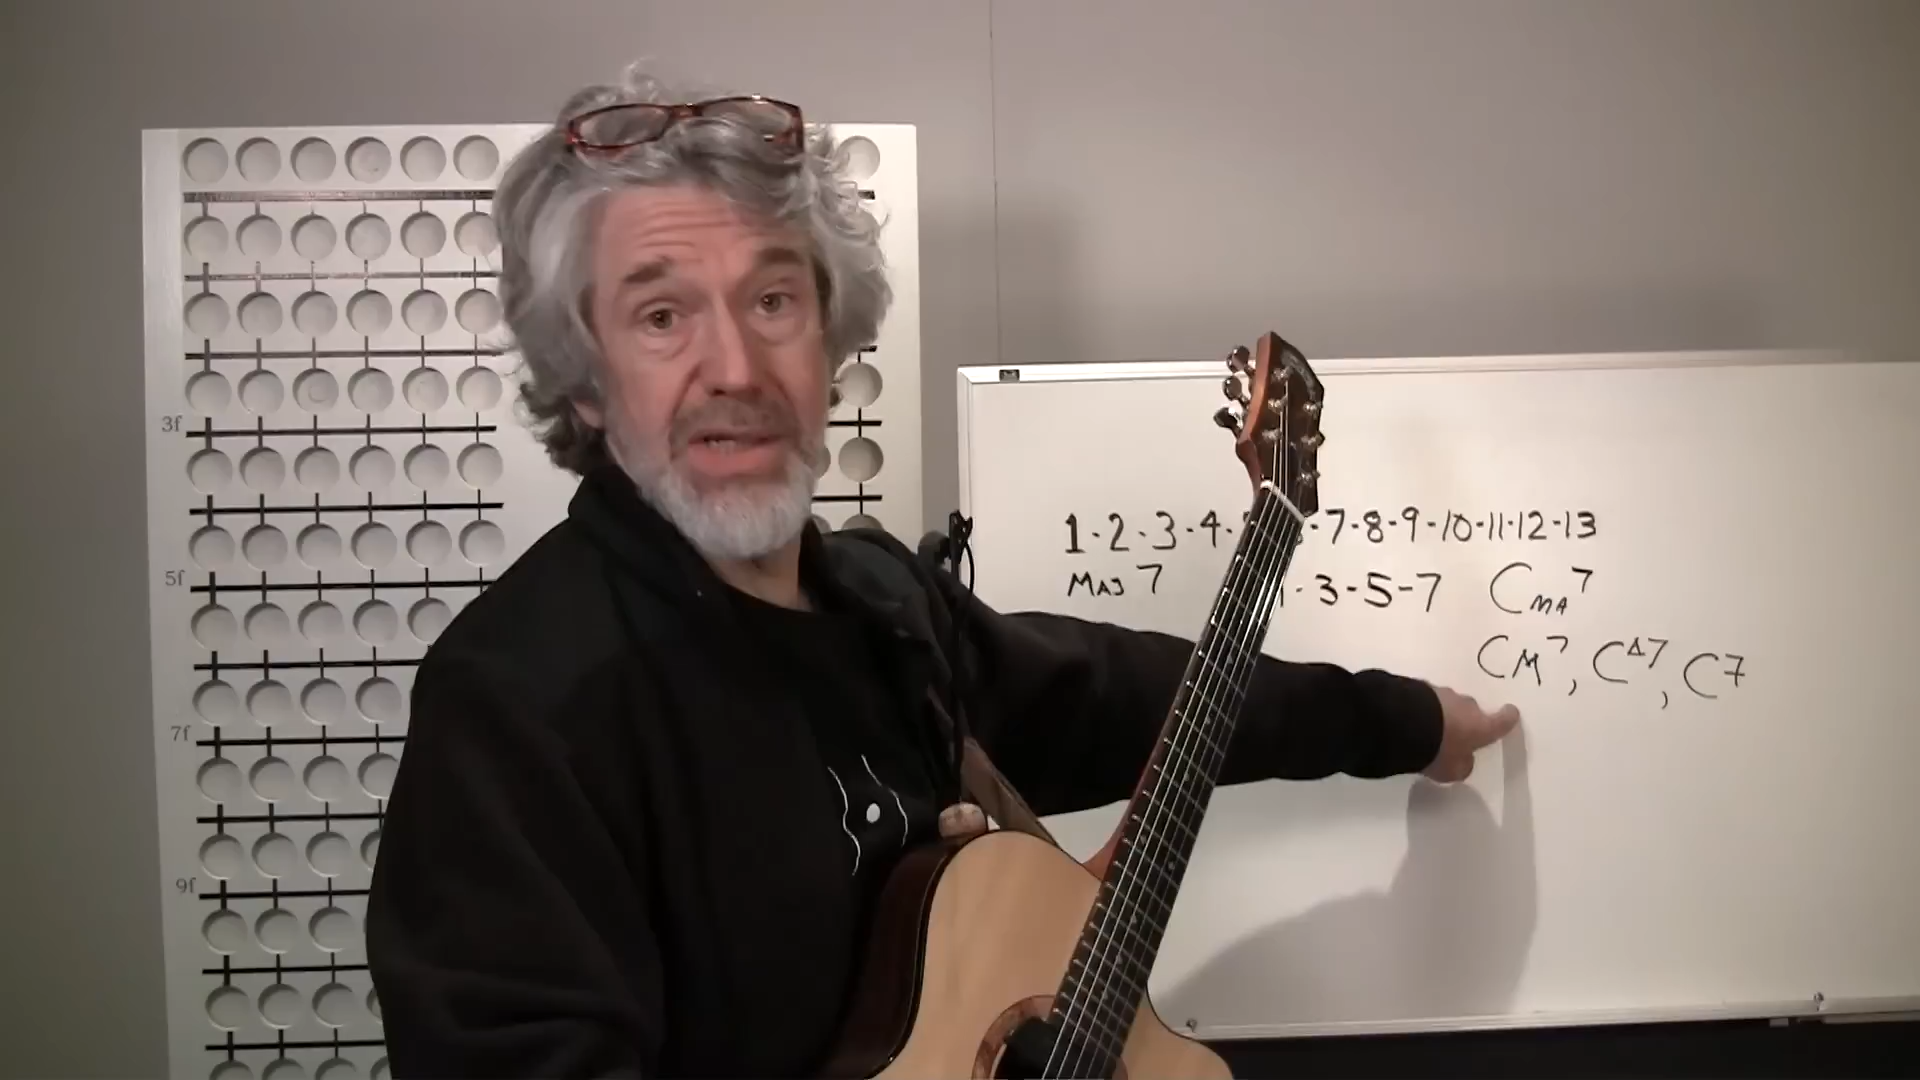 3f
5f
7f
9f
1-2-3-4- -7-8-9-10-11-12-13
MAJ 7 -3-5-7 CMA7
CM7, CΔ7, C7